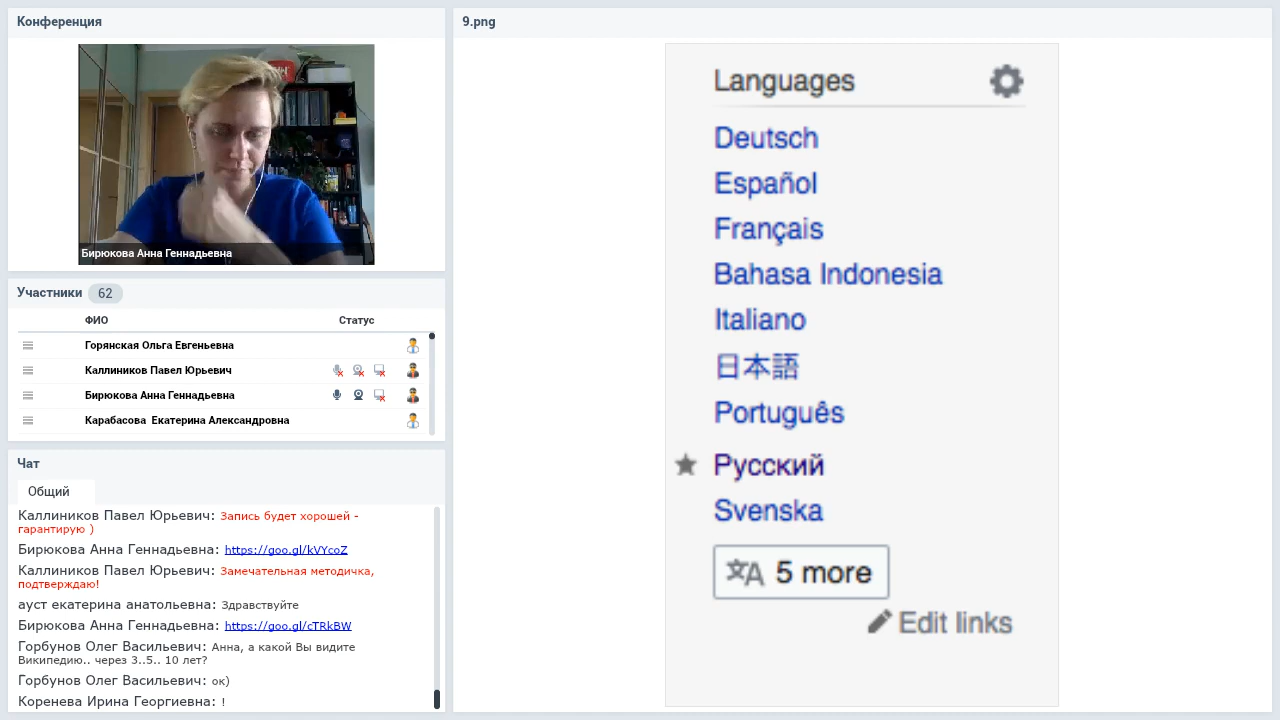 Конференция
Бирюкова Анна Геннадьевна
Участники 62
ФИО Статус
Горянская Ольга Евгеньевна
Каллиников Павел Юрьевич
Бирюкова Анна Геннадьевна
Карабасова Екатерина Александровна
Чат
Общий
Каллиников Павел Юрьевич: Запись будет хорошей -
гарантирую )
Бирюкова Анна Геннадьевна: https://goo.gl/kVYcoZ
Каллиников Павел Юрьевич: Замечательная методичка,
подтверждаю!
ауст екатерина анатольевна: Здравствуйте
Бирюкова Анна Геннадьевна: https://goo.gl/cTRkBW
Горбунов Олег Васильевич: Анна, а какой Вы видите
Википедию.. через 3..5.. 10 лет?
Горбунов Олег Васильевич: ок)
Коренева Ирина Георгиевна: !
9.png
Languages
Deutsch
Español
Français
Bahasa Indonesia
Italiano
日本語
Português
Русский
Svenska
5 more
Edit links